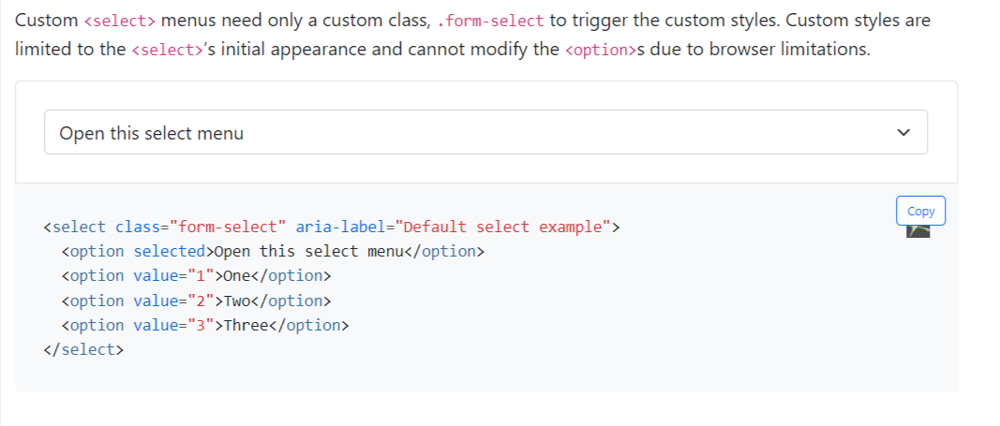 Custom <select> menus need only a custom class, .form-select to trigger the custom styles. Custom styles are
limited to the <select>’s initial appearance and cannot modify the <option>s due to browser limitations.
Open this select menu
Copy
<select class="form-select" aria-label="Default select example">
  <option selected>Open this select menu</option>
  <option value="1">One</option>
  <option value="2">Two</option>
  <option value="3">Three</option>
</select>